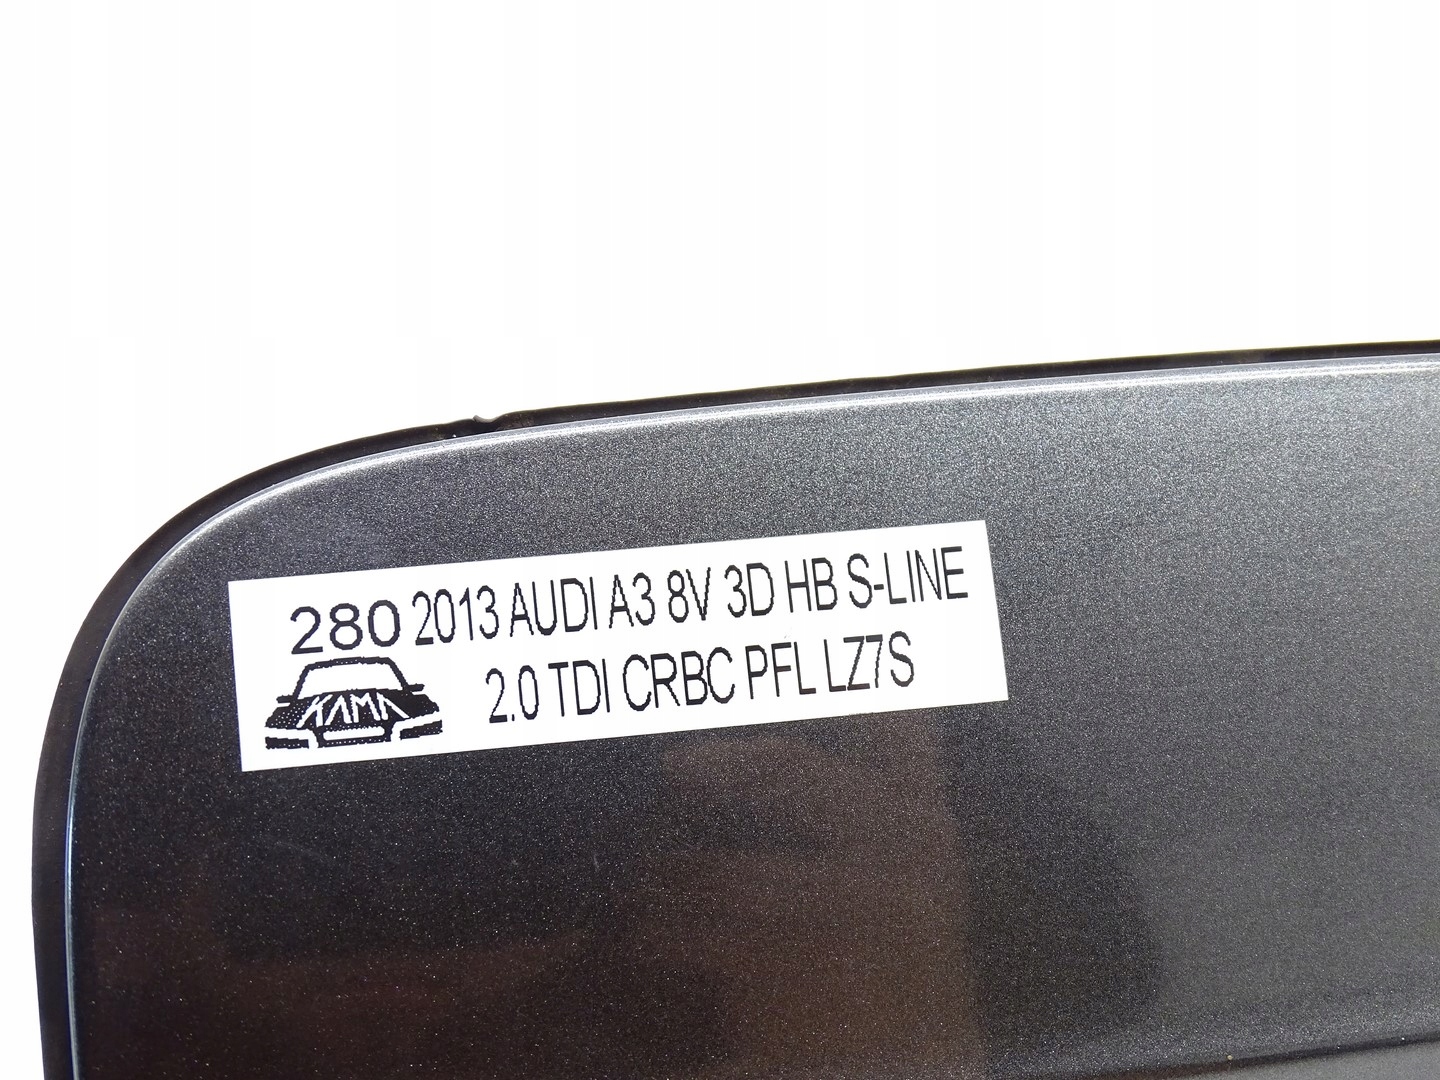 280 2013 AUDI A3 8V 3D HB S-LINE
2.0 TDI CRBC PFL LZ7S
KAMA